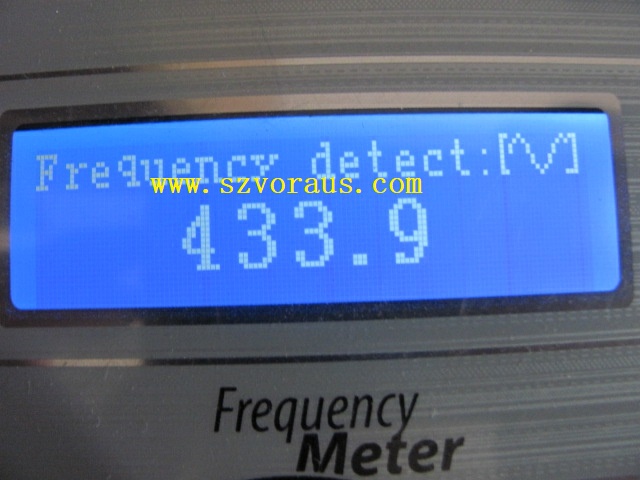 Frequency detect:[∿]
www.szvoraus.com
433.9
Frequency
Meter